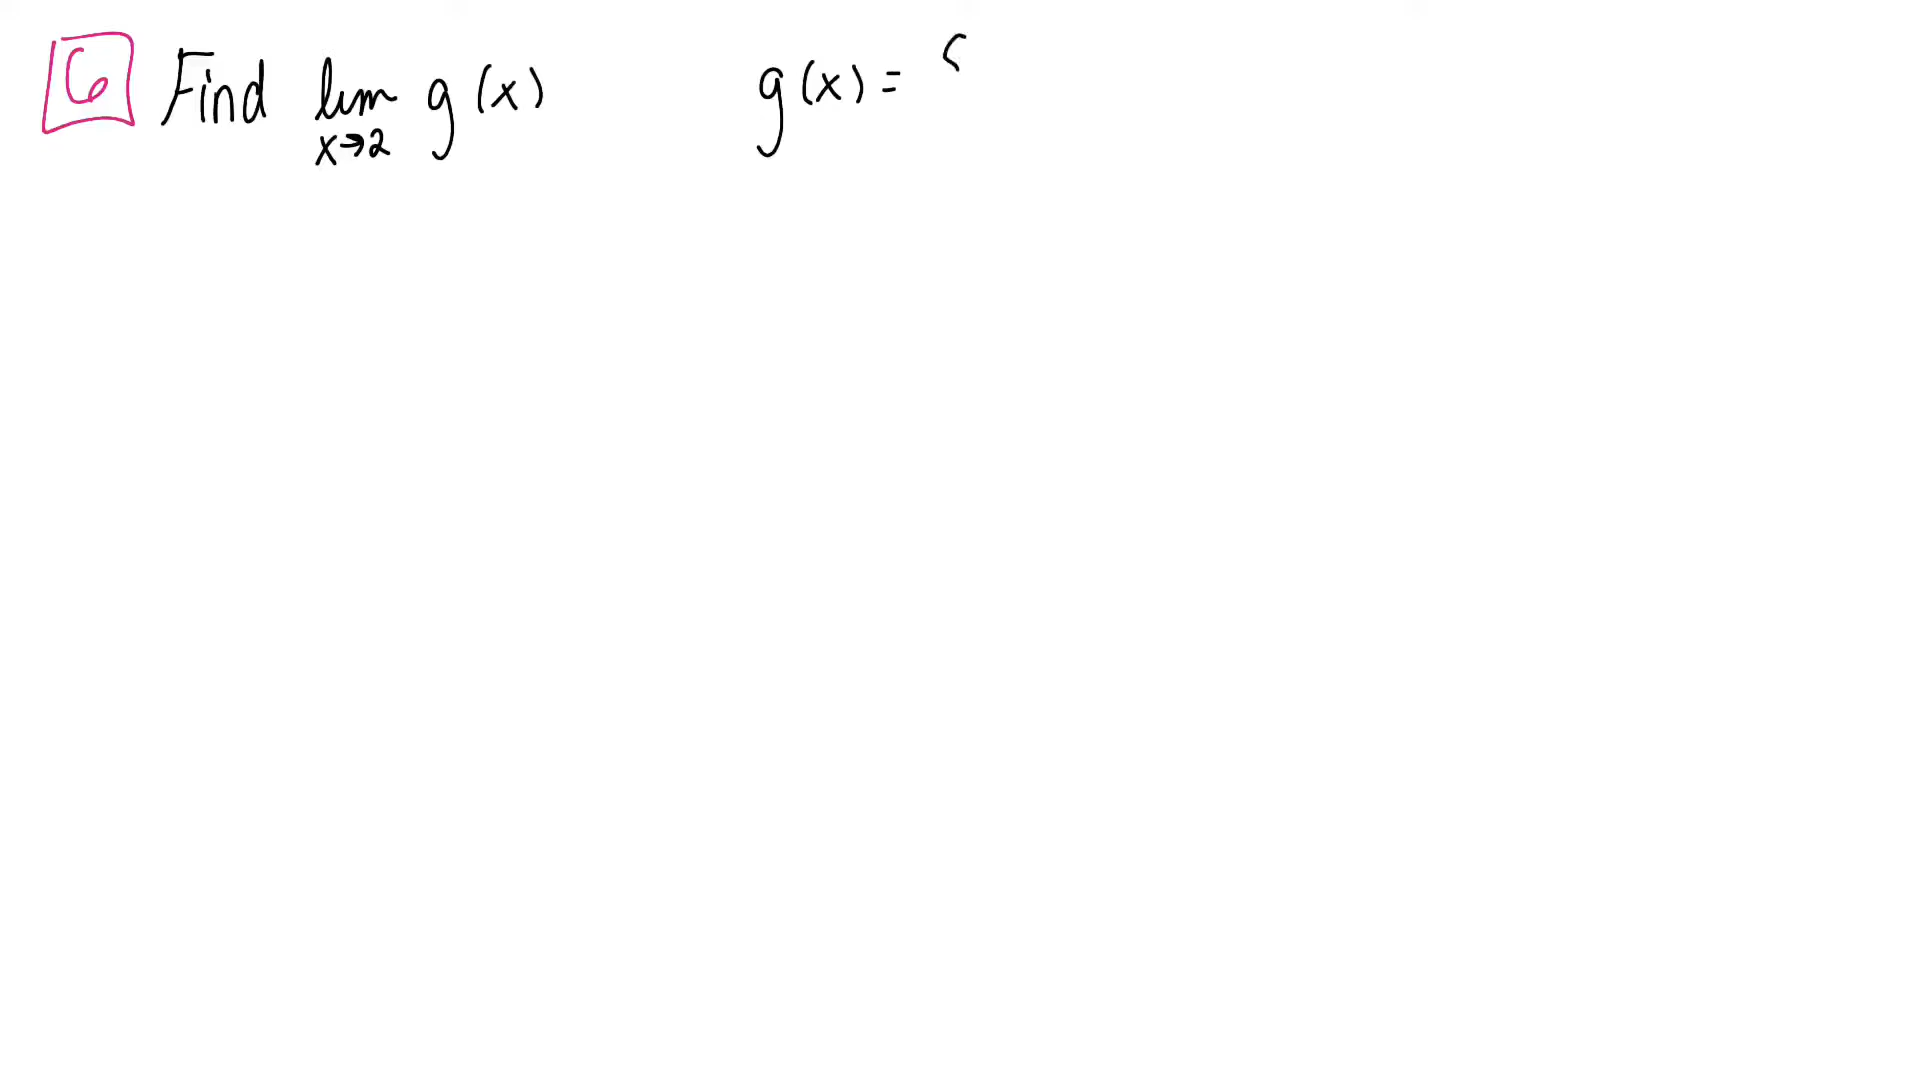 6 Find lim g(x) g(x) =
x→2